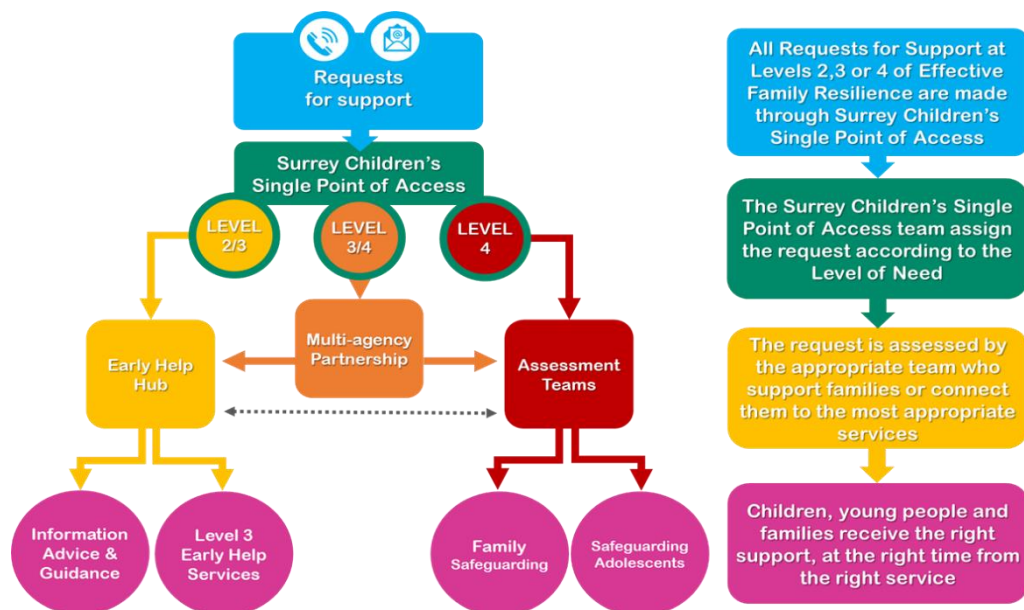 Requests
for support
Surrey Children's
Single Point of Access
LEVEL
2/3
LEVEL
3/4
LEVEL
4
Early Help
Hub
Multi-agency
Partnership
Assessment
Teams
Information
Advice &
Guidance
Level 3
Early Help
Services
Family
Safeguarding
Safeguarding
Adolescents
All Requests for Support at
Levels 2,3 or 4 of Effective
Family Resilience are made
through Surrey Children's
Single Point of Access
The Surrey Children's Single
Point of Access team assign
the request according to the
Level of Need
The request is assessed by
the appropriate team who
support families or connect
them to the most appropriate
services
Children, young people and
families receive the right
support, at the right time from
the right service